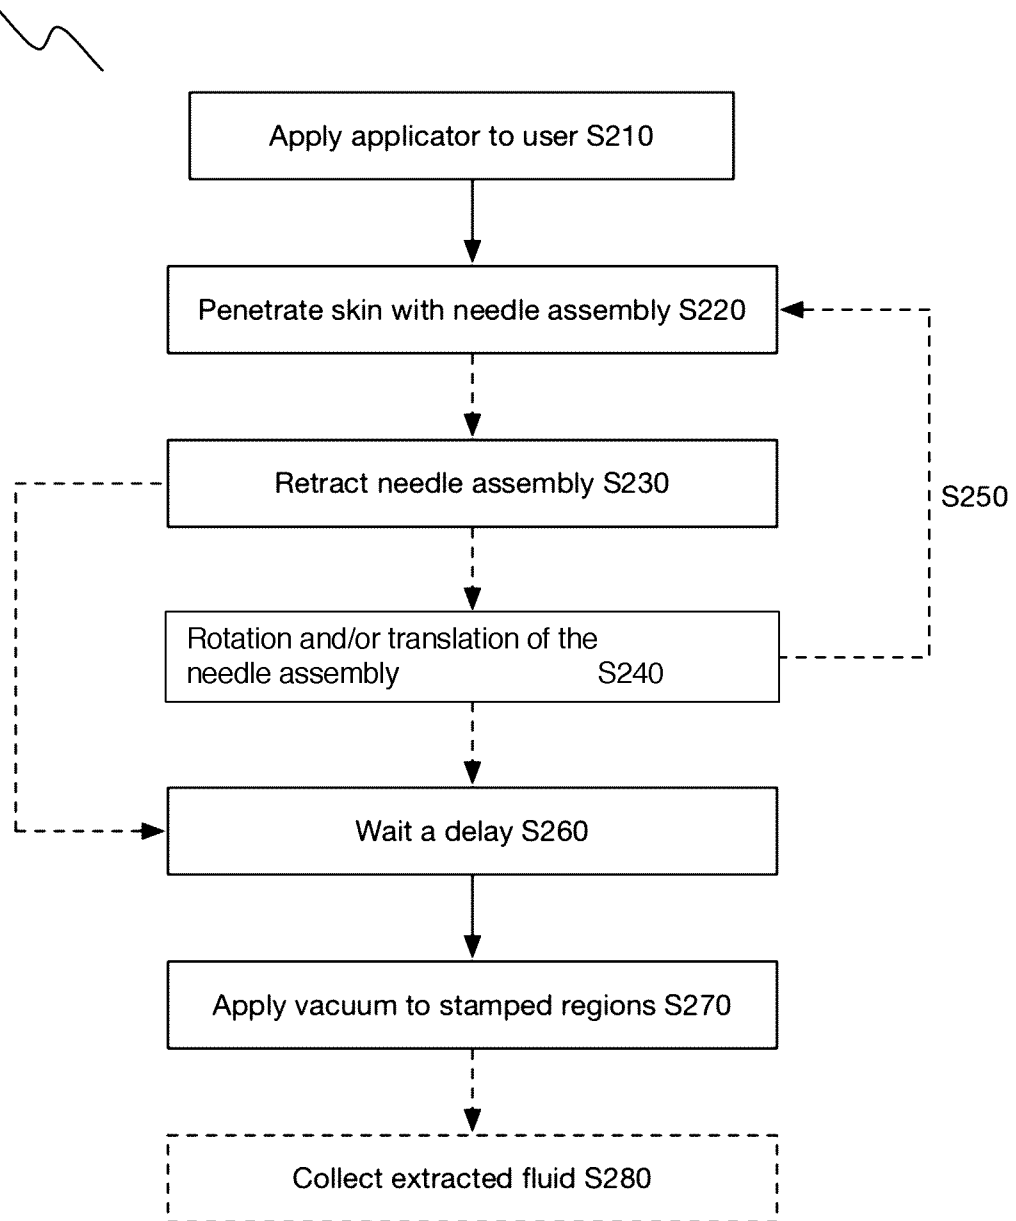 Apply applicator to user S210
Penetrate skin with needle assembly S220
Retract needle assembly S230
S250
Rotation and/or translation of the
needle assembly S240
Wait a delay S260
Apply vacuum to stamped regions S270
Collect extracted fluid S280